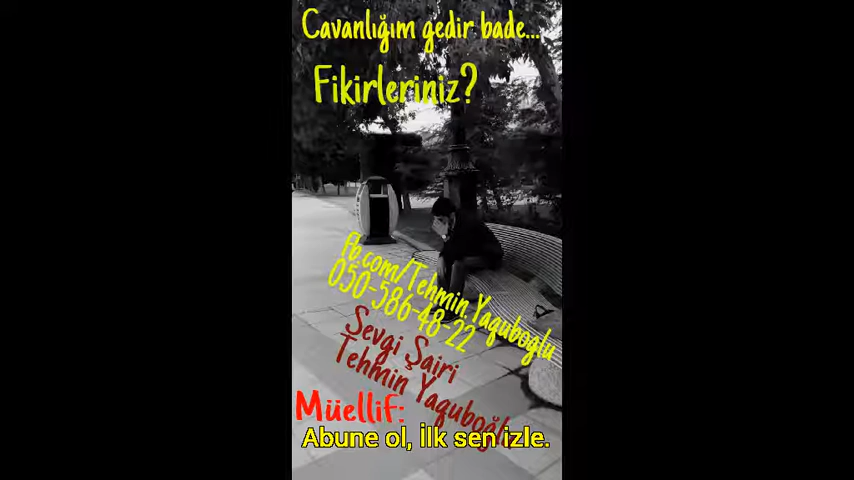 Cavanlığım gedir bade...
Fikirleriniz?
fb.com/Tehmin.Yaquboglu
050-586-48-22
Sevgi Şairi
Tehmin Yaquboğlu
Müellif:
Abune ol, İlk sen izle.